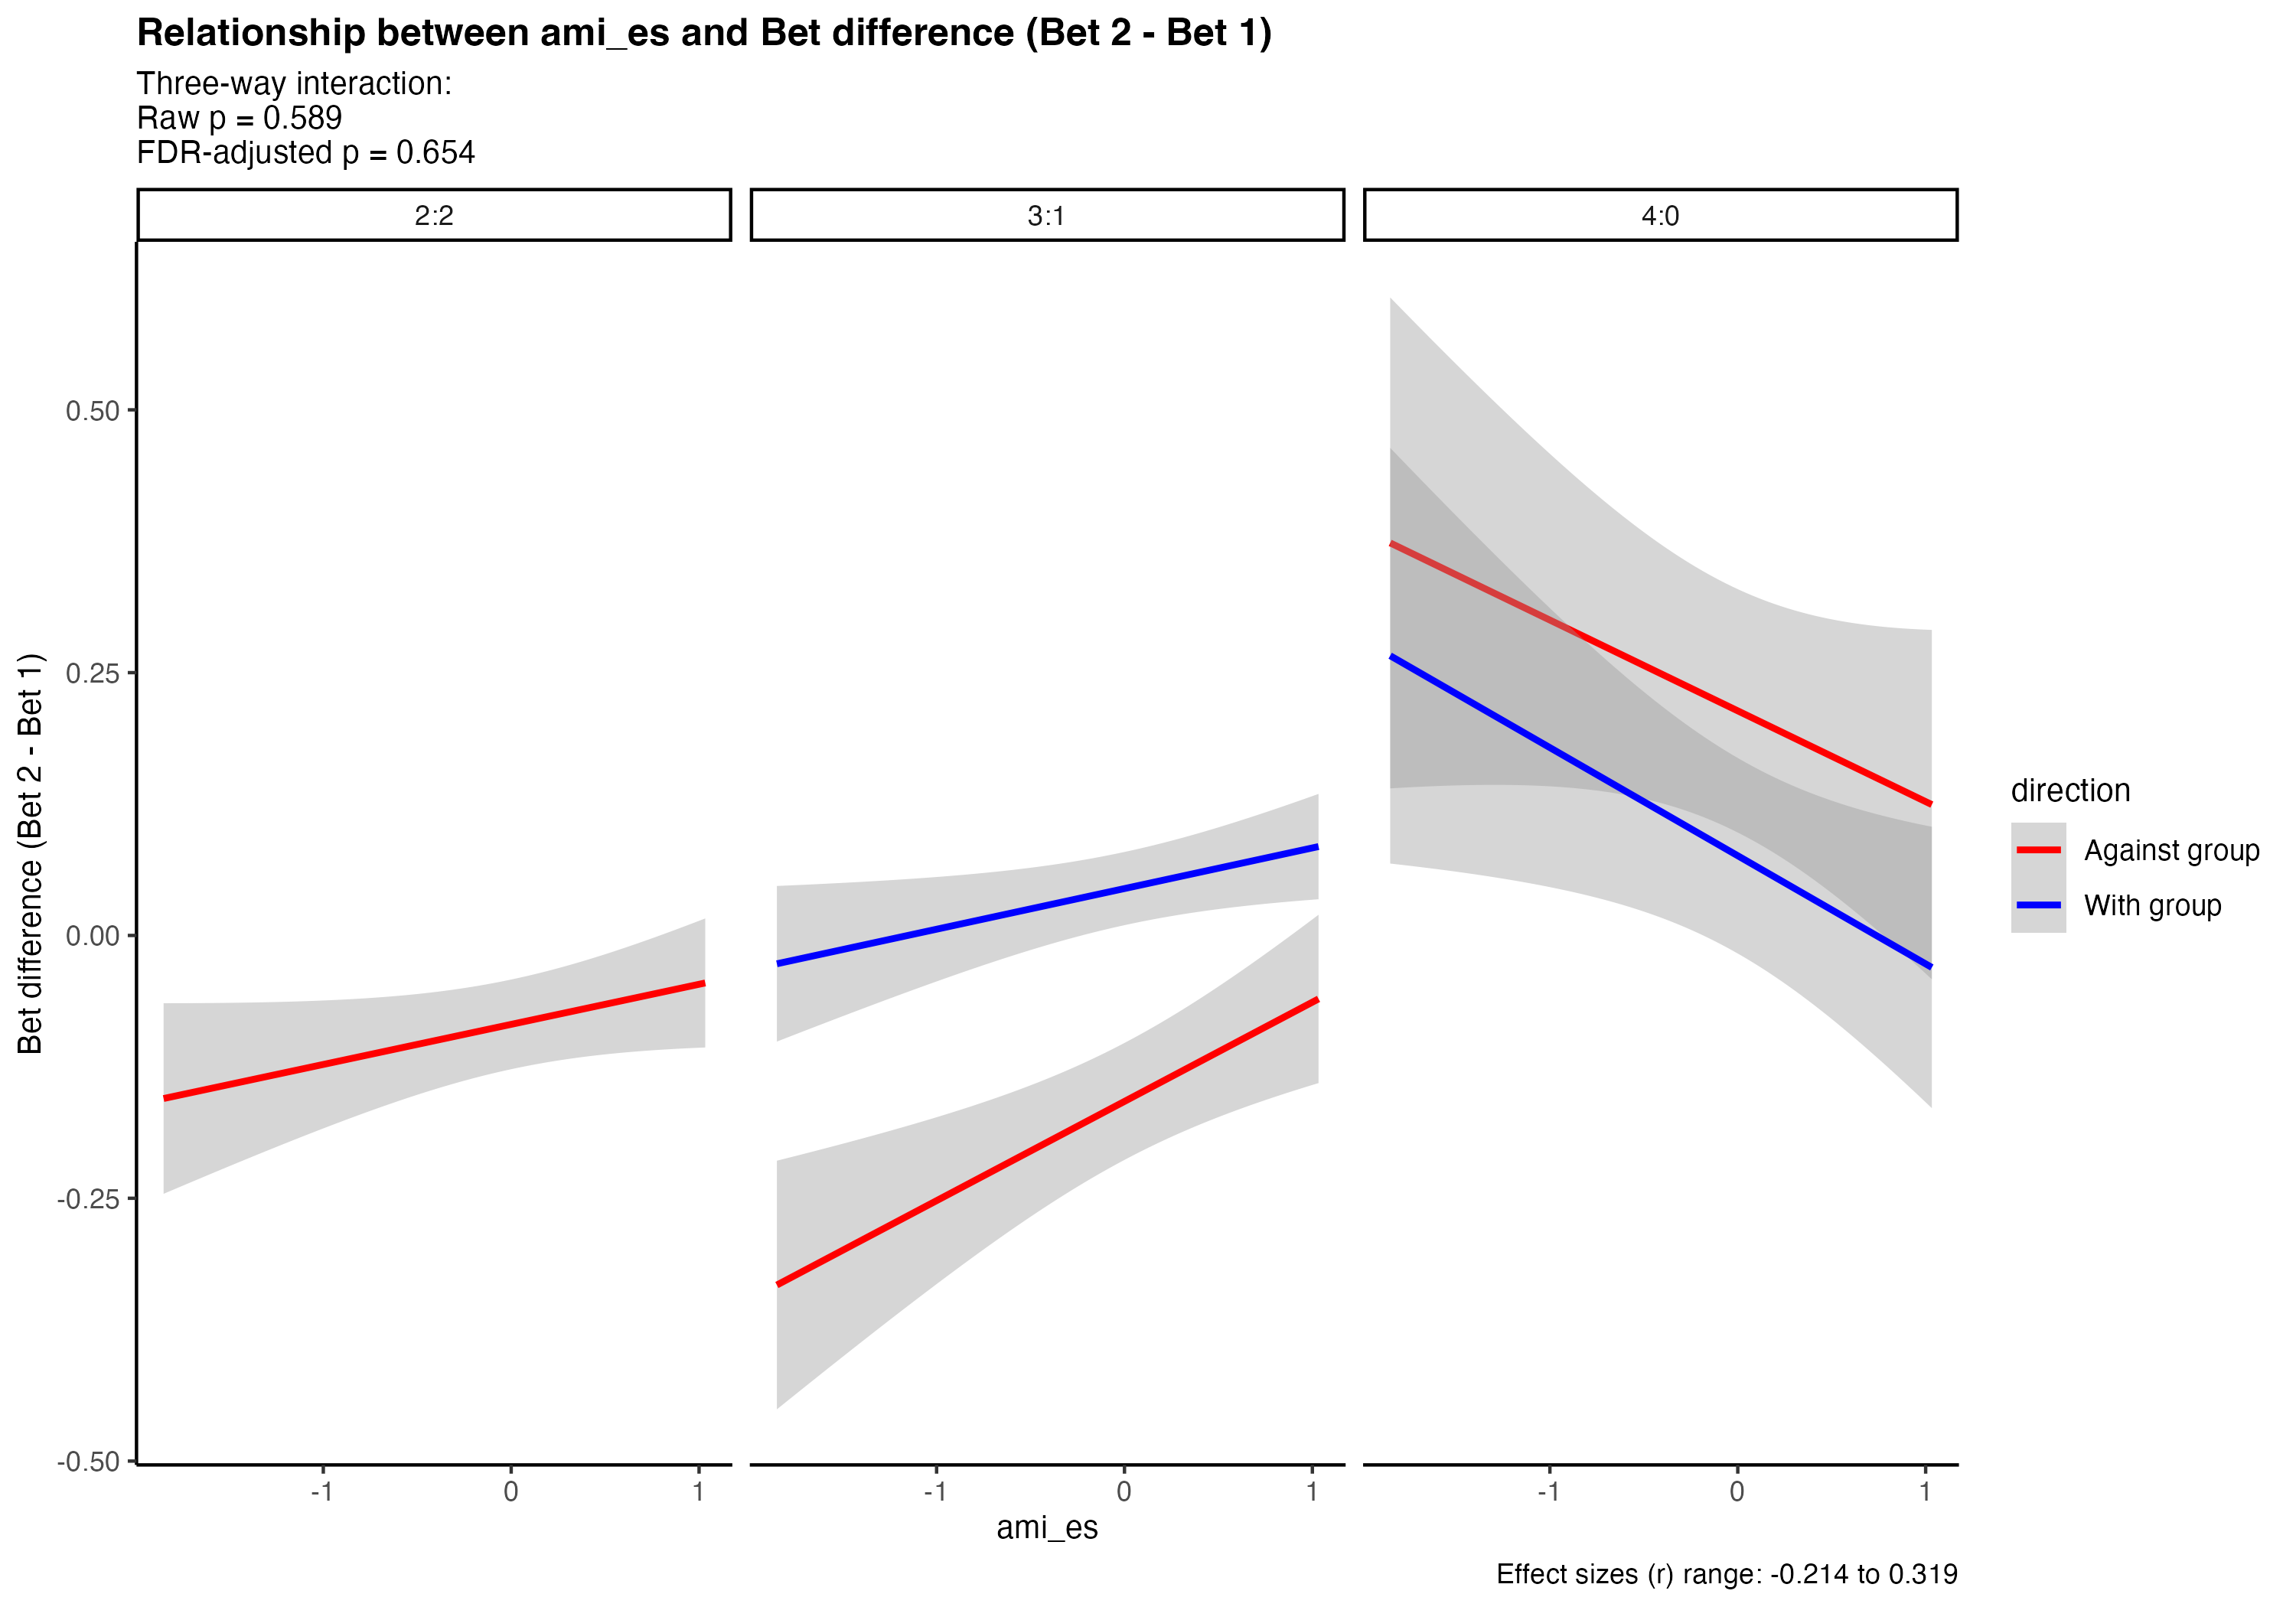 Relationship between ami_es and Bet difference (Bet 2 - Bet 1)
Three-way interaction:
Raw p = 0.589
FDR-adjusted p = 0.654
2:2
3:1
4:0
Bet difference (Bet 2 - Bet 1)
0.50
0.25
0.00
-0.25
-0.50
-1
0
1
-1
0
1
-1
0
1
ami_es
direction
Against group
With group
Effect sizes (r) range: -0.214 to 0.319